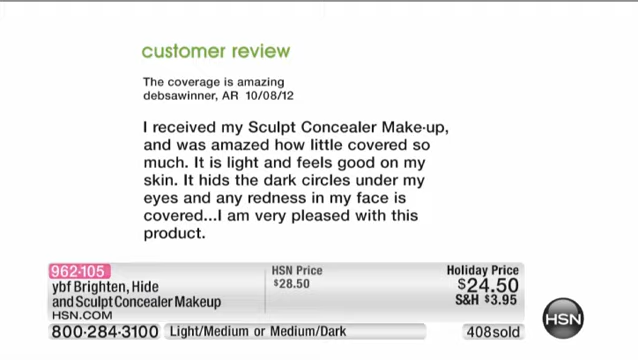 customer review
The coverage is amazing
debsawinner, AR 10/08/12
I received my Sculpt Concealer Make-up,
and was amazed how little covered so
much. It is light and feels good on my
skin. It hids the dark circles under my
eyes and any redness in my face is
covered...I am very pleased with this
product.
962-105
ybf Brighten, Hide
and Sculpt Concealer Makeup
HSN.COM
HSN Price
$28.50
Holiday Price
$24.50
S&H $3.95
800-284-3100 Light/Medium or Medium/Dark 408sold
HSN